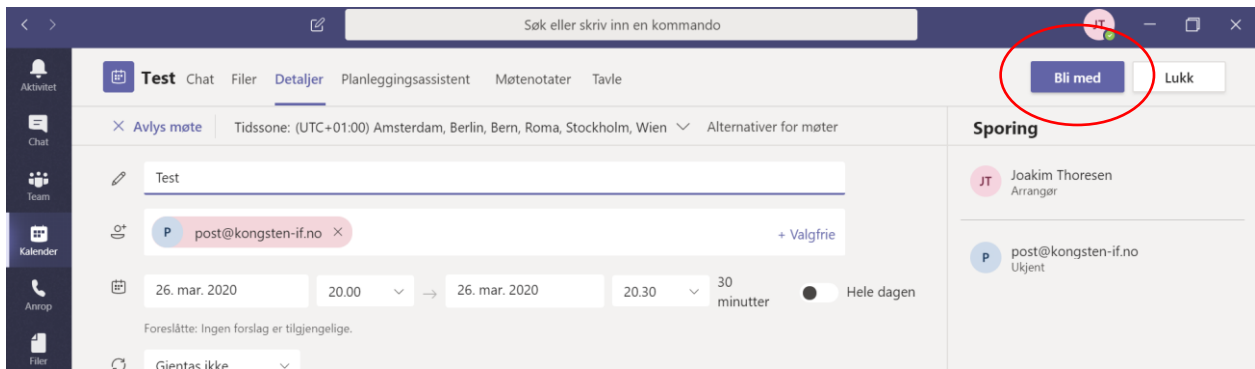 Søk eller skriv inn en kommando
JT
Aktivitet
Chat
Team
Kalender
Anrop
Filer
Test Chat Filer Detaljer Planleggingsassistent Møtenotater Tavle
Bli med Lukk
Avlys møte Tidssone: (UTC+01:00) Amsterdam, Berlin, Bern, Roma, Stockholm, Wien Alternativer for møter
Test
P post@kongsten-if.no × + Valgfrie
26. mar. 2020 20.00 → 26. mar. 2020 20.30 30 minutter Hele dagen
Foreslåtte: Ingen forslag er tilgjengelige.
Gjentas ikke
Sporing
JT Joakim Thoresen
Arrangør
P post@kongsten-if.no
Ukjent